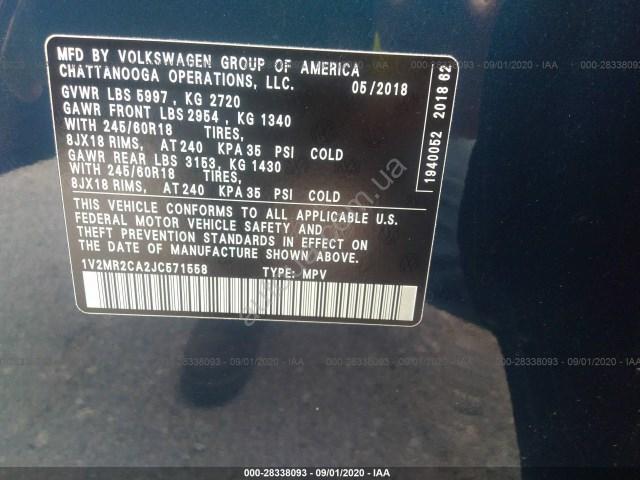 MFD BY VOLKSWAGEN GROUP OF AMERICA
CHATTANOOGA OPERATIONS, LLC.
05/2018
GVWR LBS 5997 , KG 2720
GAWR FRONT LBS 2954 , KG 1340
WITH 245/60R18 TIRES,
8JX18 RIMS, AT 240 KPA 35 PSI COLD
GAWR REAR LBS 3153, KG 1430
WITH 245/60R18 TIRES,
8JX18 RIMS, AT 240 KPA 35 PSI COLD
THIS VEHICLE CONFORMS TO ALL APPLICABLE U.S.
FEDERAL MOTOR VEHICLE SAFETY AND
THEFT PREVENTION STANDARDS IN EFFECT ON
DATE OF MANUFACTURE SHOWN ABOVE.
1V2MR2CA2JC571558 TYPE: MPV
1940052 2018 62
000-28338093 - 09/01/2020 - IAA